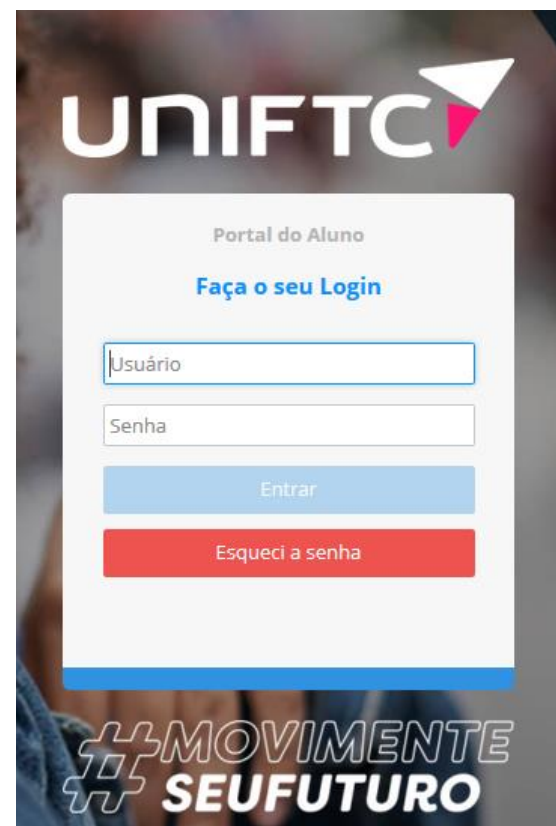 UNIFTC
Portal do Aluno
Faça o seu Login
Usuário
Senha
Entrar
Esqueci a senha
#MOVIMENTE
SEUFUTURO